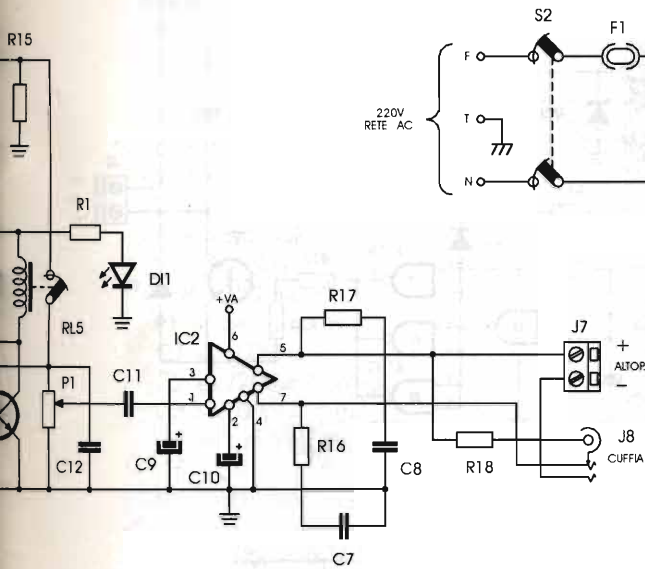 S2
F1
R15
F
220V
RETE AC
T
N
R1
DI1
+VA
R17
IC2
6
5
J7
+
ALTOP.
−
RL5
P1
C11
3
1
7
2
4
R16
C8
R18
J8
CUFFIA
C12
C9
+
C10
+
C7